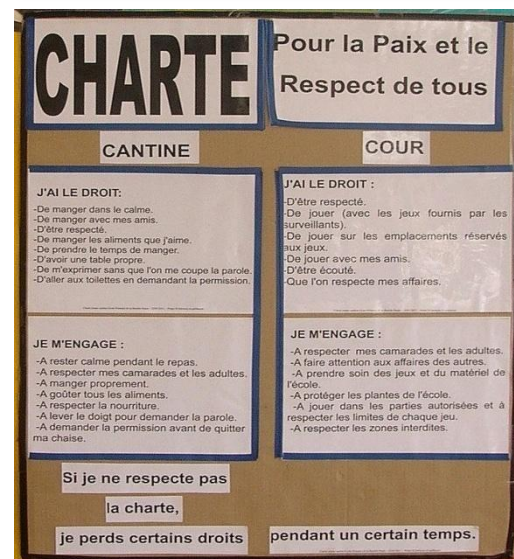 CHARTE
Pour la Paix et le
Respect de tous
CANTINE
J'AI LE DROIT:
-De manger dans le calme.
-De manger avec mes amis.
-D'être respecté.
-De manger les aliments que j'aime.
-De prendre le temps de manger.
-D'avoir une table propre.
-De m'exprimer sans que l'on me coupe la parole.
-D'aller aux toilettes en demandant la permission.
JE M'ENGAGE :
-A rester calme pendant le repas.
-A respecter mes camarades et les adultes.
-A manger proprement.
-A goûter tous les aliments.
-A respecter la nourriture.
-A lever le doigt pour demander la parole.
-A demander la permission avant de quitter
ma chaise.
COUR
J'AI LE DROIT :
-D'être respecté.
-De jouer (avec les jeux fournis par les
surveillants).
-De jouer sur les emplacements réservés
aux jeux.
-De jouer avec mes amis.
-D'être écouté.
-Que l'on respecte mes affaires.
JE M'ENGAGE :
-A respecter mes camarades et les adultes.
-A faire attention aux affaires des autres.
-A prendre soin des jeux et du matériel de
l'école.
-A protéger les plantes de l'école.
-A jouer dans les parties autorisées et à
respecter les limites de chaque jeu.
-A respecter les zones interdites.
Si je ne respecte pas
la charte,
je perds certains droits pendant un certain temps.